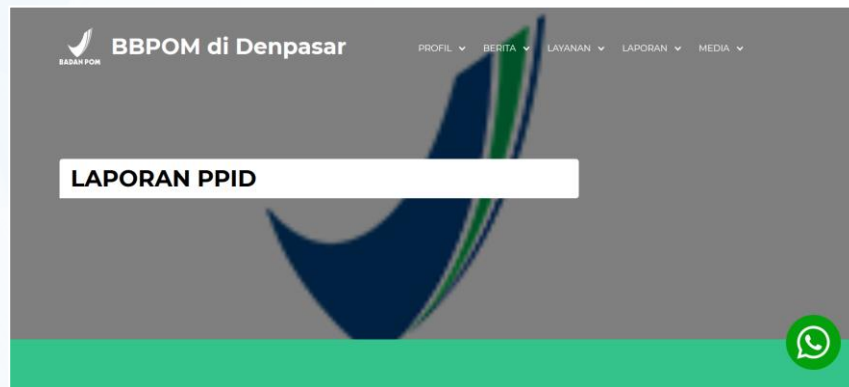 BADAN POM
BBPOM di Denpasar
PROFIL BERITA LAYANAN LAPORAN MEDIA
LAPORAN PPID